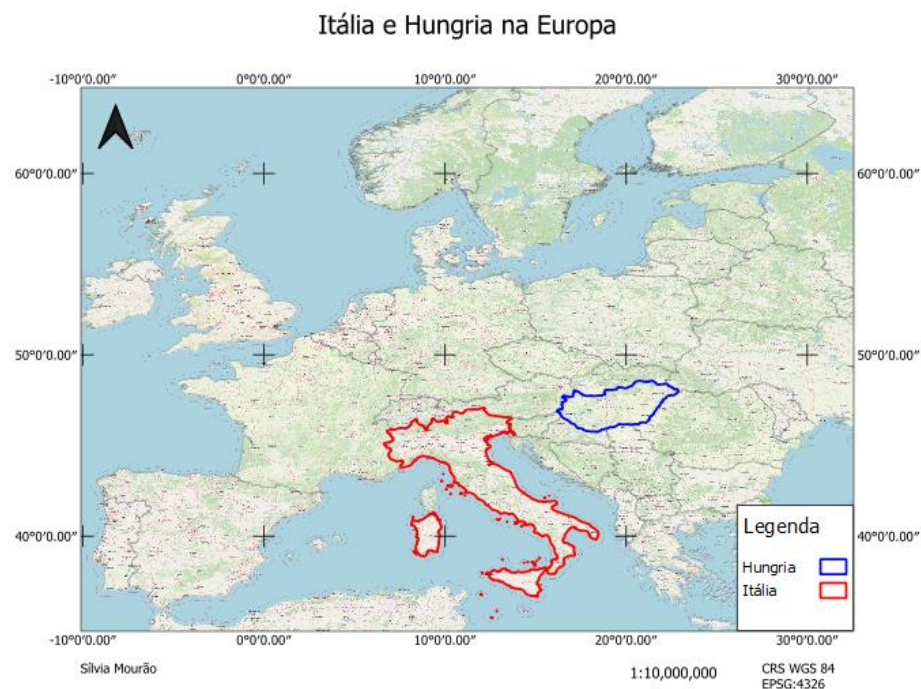 Itália e Hungria na Europa
-10°0'0.00" 0°0'0.00" 10°0'0.00" 20°0'0.00" 30°0'0.00"
60°0'0.00" 60°0'0.00"
50°0'0.00" 50°0'0.00"
40°0'0.00" 40°0'0.00"
Legenda
Hungria
Itália
-10°0'0.00" 0°0'0.00" 10°0'0.00" 20°0'0.00" 30°0'0.00"
Sílvia Mourão
1:10,000,000
CRS WGS 84
EPSG:4326